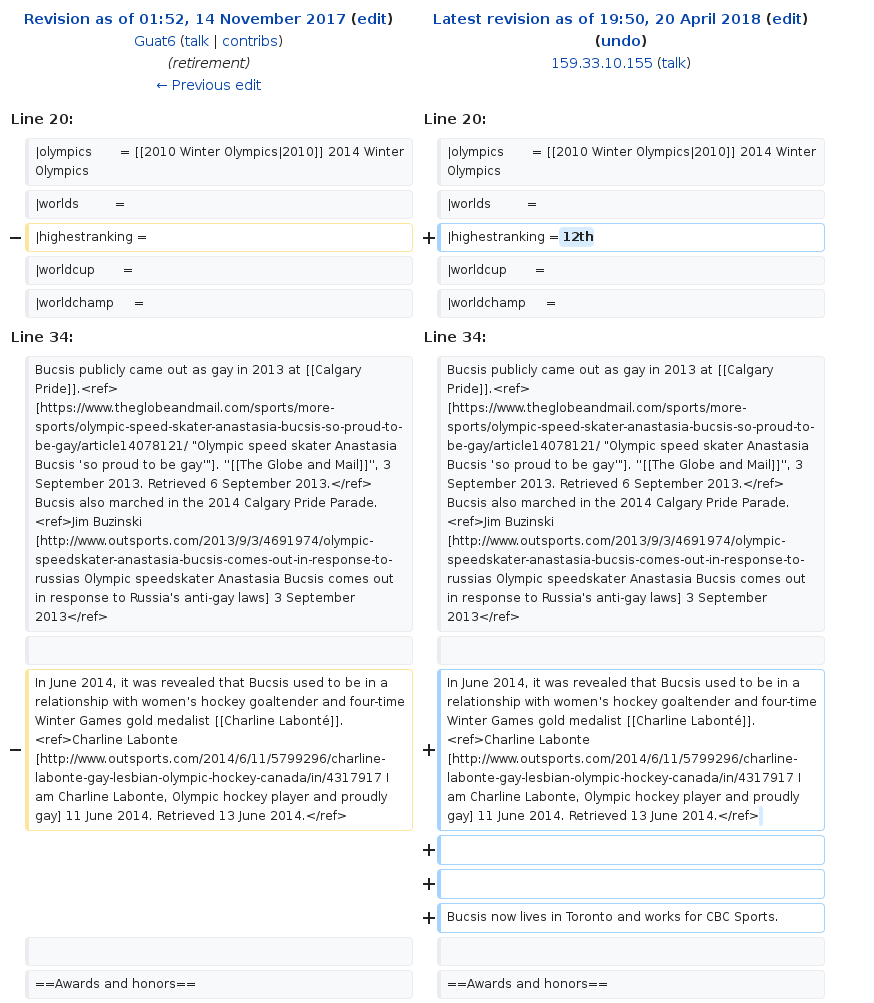 Revision as of 01:52, 14 November 2017 (edit)
Guat6 (talk | contribs)
(retirement)
← Previous edit
Latest revision as of 19:50, 20 April 2018 (edit)
(undo)
159.33.10.155 (talk)
Line 20:
Line 20:
|olympics = [[2010 Winter Olympics|2010]] 2014 Winter
Olympics
|olympics = [[2010 Winter Olympics|2010]] 2014 Winter
Olympics
|worlds =
|worlds =
− |highestranking =
+ |highestranking = 12th
|worldcup =
|worldcup =
|worldchamp =
|worldchamp =
Line 34:
Line 34:
Bucsis publicly came out as gay in 2013 at [[Calgary
Pride]].<ref>
[https://www.theglobeandmail.com/sports/more-
sports/olympic-speed-skater-anastasia-bucsis-so-proud-to-
be-gay/article14078121/ "Olympic speed skater Anastasia
Bucsis 'so proud to be gay'"]. ''[[The Globe and Mail]]'', 3
September 2013. Retrieved 6 September 2013.</ref>
Bucsis also marched in the 2014 Calgary Pride Parade.
<ref>Jim Buzinski
[http://www.outsports.com/2013/9/3/4691974/olympic-
speedskater-anastasia-bucsis-comes-out-in-response-to-
russias Olympic speedskater Anastasia Bucsis comes out
in response to Russia's anti-gay laws] 3 September
2013</ref>
Bucsis publicly came out as gay in 2013 at [[Calgary
Pride]].<ref>
[https://www.theglobeandmail.com/sports/more-
sports/olympic-speed-skater-anastasia-bucsis-so-proud-to-
be-gay/article14078121/ "Olympic speed skater Anastasia
Bucsis 'so proud to be gay'"]. ''[[The Globe and Mail]]'', 3
September 2013. Retrieved 6 September 2013.</ref>
Bucsis also marched in the 2014 Calgary Pride Parade.
<ref>Jim Buzinski
[http://www.outsports.com/2013/9/3/4691974/olympic-
speedskater-anastasia-bucsis-comes-out-in-response-to-
russias Olympic speedskater Anastasia Bucsis comes out
in response to Russia's anti-gay laws] 3 September
2013</ref>
−
In June 2014, it was revealed that Bucsis used to be in a
relationship with women's hockey goaltender and four-time
Winter Games gold medalist [[Charline Labonté]].
<ref>Charline Labonte
[http://www.outsports.com/2014/6/11/5799296/charline-
labonte-gay-lesbian-olympic-hockey-canada/in/4317917 I
am Charline Labonte, Olympic hockey player and proudly
gay] 11 June 2014. Retrieved 13 June 2014.</ref>
+
In June 2014, it was revealed that Bucsis used to be in a
relationship with women's hockey goaltender and four-time
Winter Games gold medalist [[Charline Labonté]].
<ref>Charline Labonte
[http://www.outsports.com/2014/6/11/5799296/charline-
labonte-gay-lesbian-olympic-hockey-canada/in/4317917 I
am Charline Labonte, Olympic hockey player and proudly
gay] 11 June 2014. Retrieved 13 June 2014.</ref>
+
+
+ Bucsis now lives in Toronto and works for CBC Sports.
==Awards and honors==
==Awards and honors==